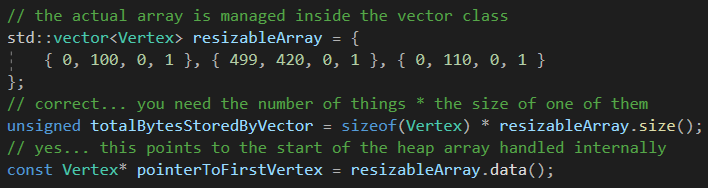 // the actual array is managed inside the vector class
std::vector<Vertex> resizableArray = {
    { 0, 100, 0, 1 }, { 499, 420, 0, 1 }, { 0, 110, 0, 1 }
};
// correct... you need the number of things * the size of one of them
unsigned totalBytesStoredByVector = sizeof(Vertex) * resizableArray.size();
// yes... this points to the start of the heap array handled internally
const Vertex* pointerToFirstVertex = resizableArray.data();